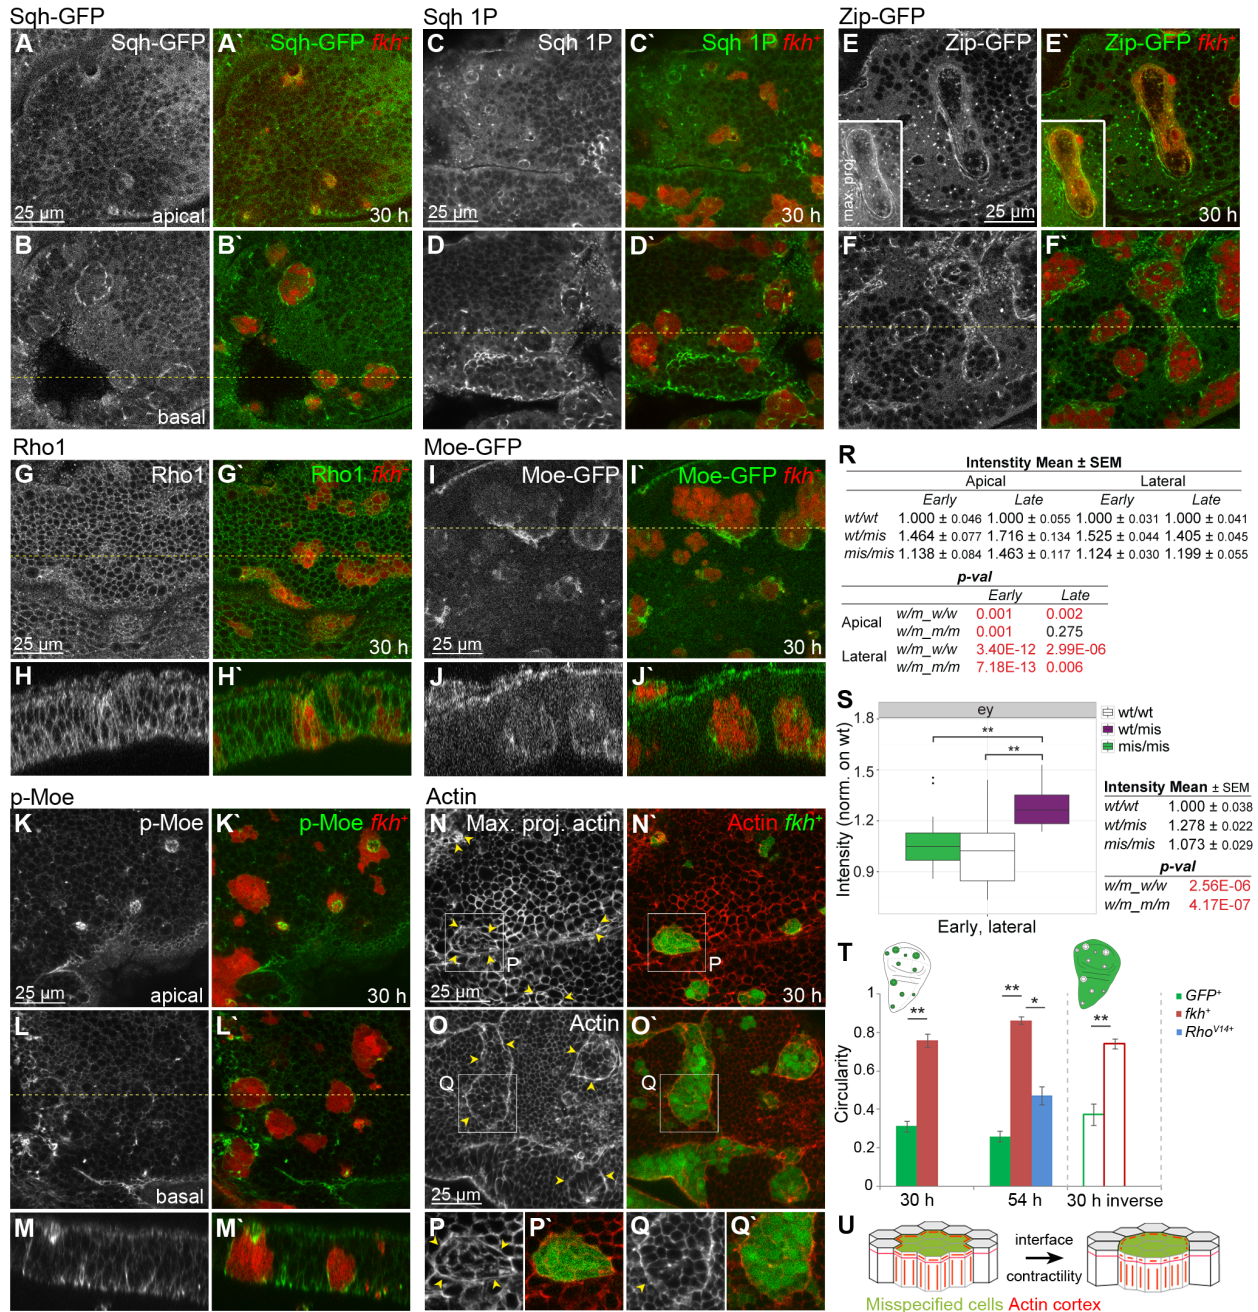 Sqh-GFP
A Sqh-GFP
25 µm apical
A` Sqh-GFP fkh+
30 h
B
basal
B`
Sqh 1P
C Sqh 1P
25 µm
C` Sqh 1P fkh+
30 h
D
D`
Zip-GFP
E Zip-GFP
max. proj.
25 µm
E` Zip-GFP fkh+
30 h
F
F`
Rho1
G Rho1
25 µm
G` Rho1 fkh+
30 h
H
H`
Moe-GFP
I Moe-GFP
25 µm
I` Moe-GFP fkh+
30 h
J
J`
p-Moe
K p-Moe
25 µm apical
K` p-Moe fkh+
30 h
L
basal
L`
M
M`
Actin
N Max. proj. actin
P
25 µm
N` Actin fkh+
30 h
O Actin
Q
25 µm
O`
Q
P
P`
Q
Q`
R
Intenstity Mean ± SEM
Apical Lateral
Early Late Early Late
wt/wt 1.000 ± 0.046 1.000 ± 0.055 1.000 ± 0.031 1.000 ± 0.041
wt/mis 1.464 ± 0.077 1.716 ± 0.134 1.525 ± 0.044 1.405 ± 0.045
mis/mis 1.138 ± 0.084 1.463 ± 0.117 1.124 ± 0.030 1.199 ± 0.055
p-val
Early Late
Apical w/m_w/w 0.001 0.002
w/m_m/m 0.001 0.275
Lateral w/m_w/w 3.40E-12 2.99E-06
w/m_m/m 7.18E-13 0.006
S
ey
1.8
1.5
1.2
0.9
Intensity (norm. on wt)
**
**
Early, lateral
wt/wt
wt/mis
mis/mis
Intensity Mean ± SEM
wt/wt 1.000 ± 0.038
wt/mis 1.278 ± 0.022
mis/mis 1.073 ± 0.029
p-val
w/m_w/w 2.56E-06
w/m_m/m 4.17E-07
T
Circularity
1
0.8
0.6
0.4
0.2
0
**
**
*
**
30 h 54 h 30 h inverse
GFP+
fkh+
RhoV14+
U
interface
contractility
Misspecified cells Actin cortex